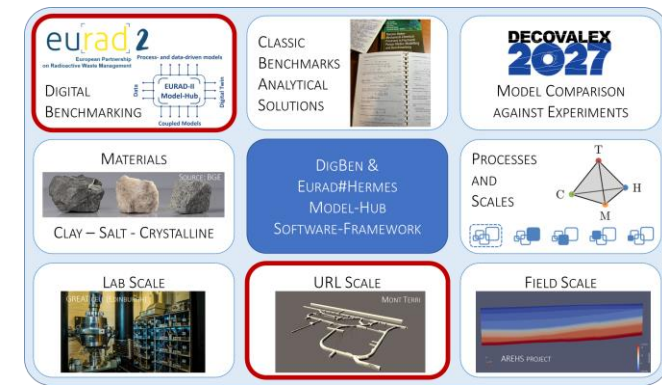 eurad 2
European Partnership
on Radioactive Waste Management
Process- and data-driven models
DIGITAL
BENCHMARKING
Data
EURAD-II
Model-Hub
Digital Twin
Coupled Models
CLASSIC
BENCHMARKS
ANALYTICAL
SOLUTIONS
DECOVALEX
2027
MODEL COMPARISON
AGAINST EXPERIMENTS
MATERIALS
SOURCE: BGE
CLAY – SALT - CRYSTALLINE
DIGBEN &
EURAD#HERMES
MODEL-HUB
SOFTWARE-FRAMEWORK
PROCESSES
AND
SCALES
T
C
H
M
LAB SCALE
URL SCALE
MONT TERRI
FIELD SCALE
AREHS PROJECT